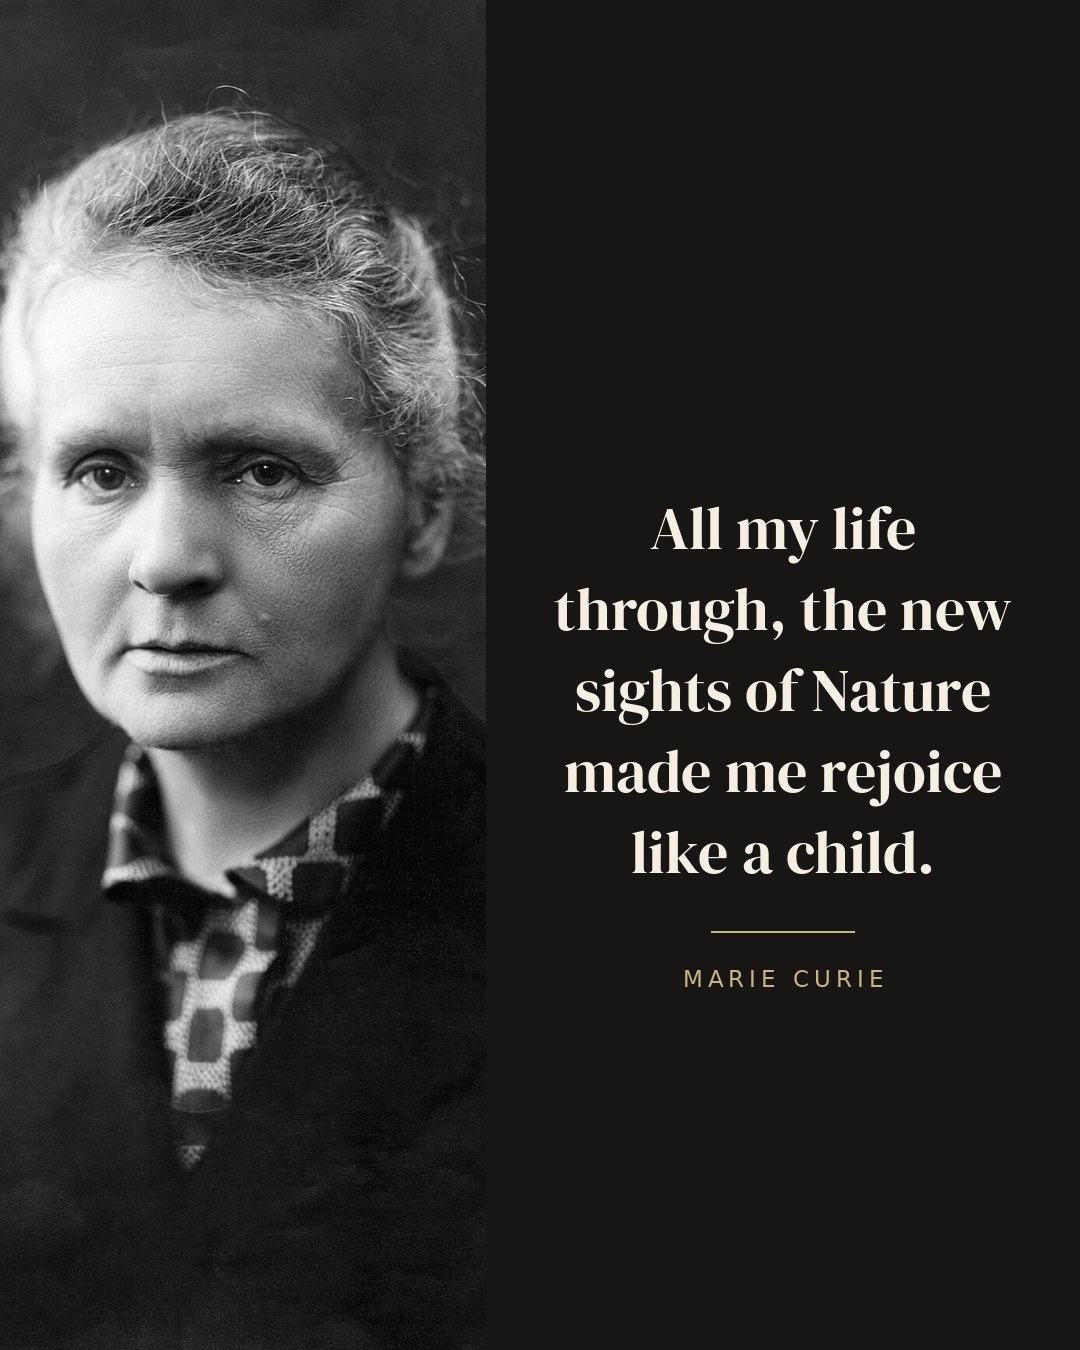 All my life
through, the new
sights of Nature
made me rejoice
like a child.
MARIE CURIE